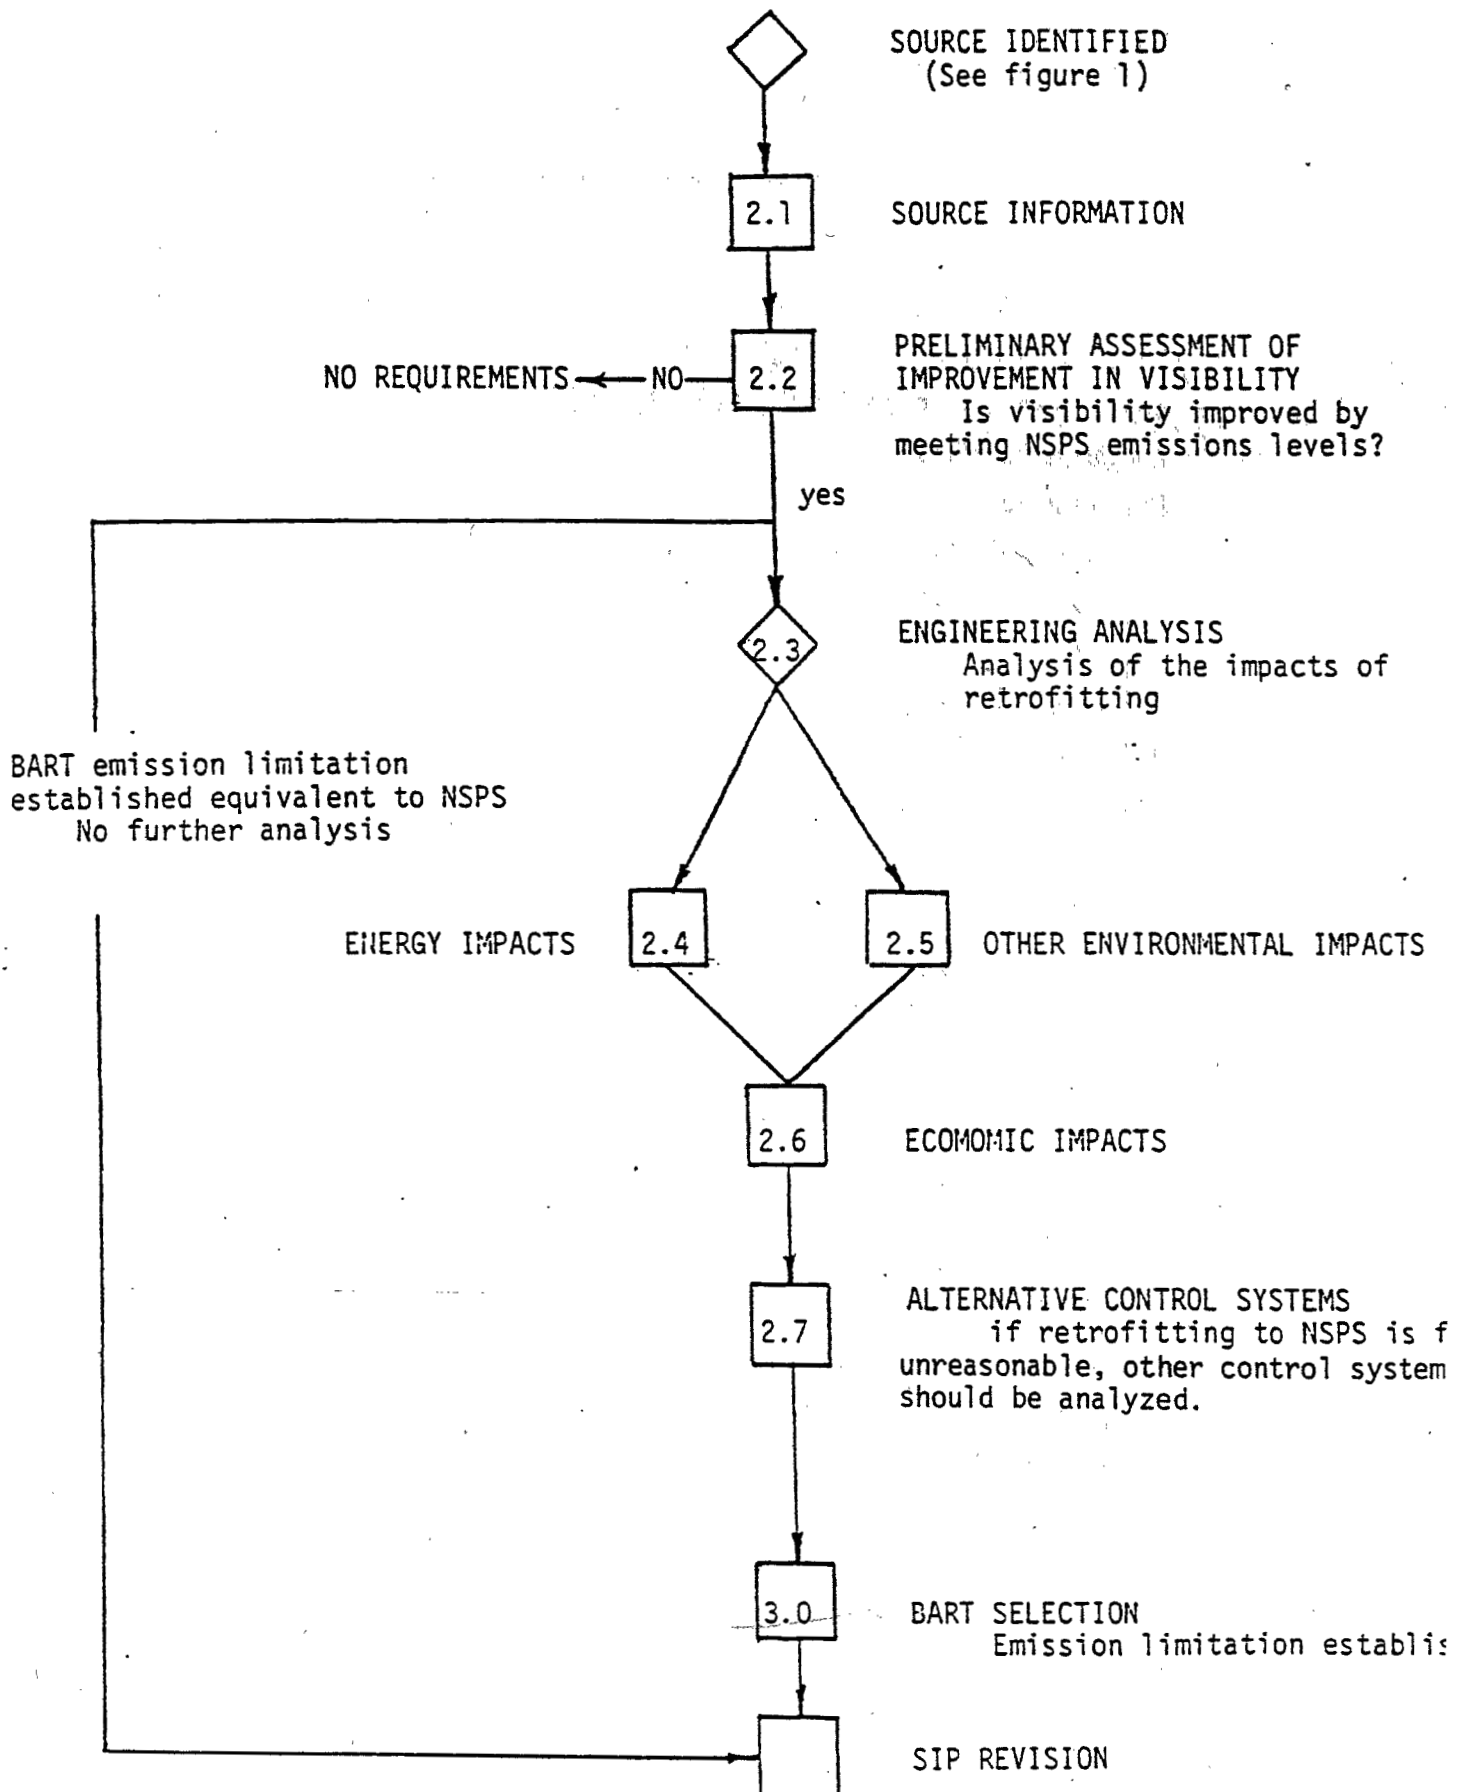 SOURCE IDENTIFIED
(See figure 1)
2.1
SOURCE INFORMATION
NO REQUIREMENTS
NO
2.2
PRELIMINARY ASSESSMENT OF
IMPROVEMENT IN VISIBILITY
Is visibility improved by
meeting NSPS emissions levels?
yes
2.3
ENGINEERING ANALYSIS
Analysis of the impacts of
retrofitting
BART emission limitation
established equivalent to NSPS
No further analysis
ENERGY IMPACTS
2.4
2.5
OTHER ENVIRONMENTAL IMPACTS
2.6
ECOMOMIC IMPACTS
2.7
ALTERNATIVE CONTROL SYSTEMS
if retrofitting to NSPS is f
unreasonable, other control system
should be analyzed.
3.0
BART SELECTION
Emission limitation establis
SIP REVISION